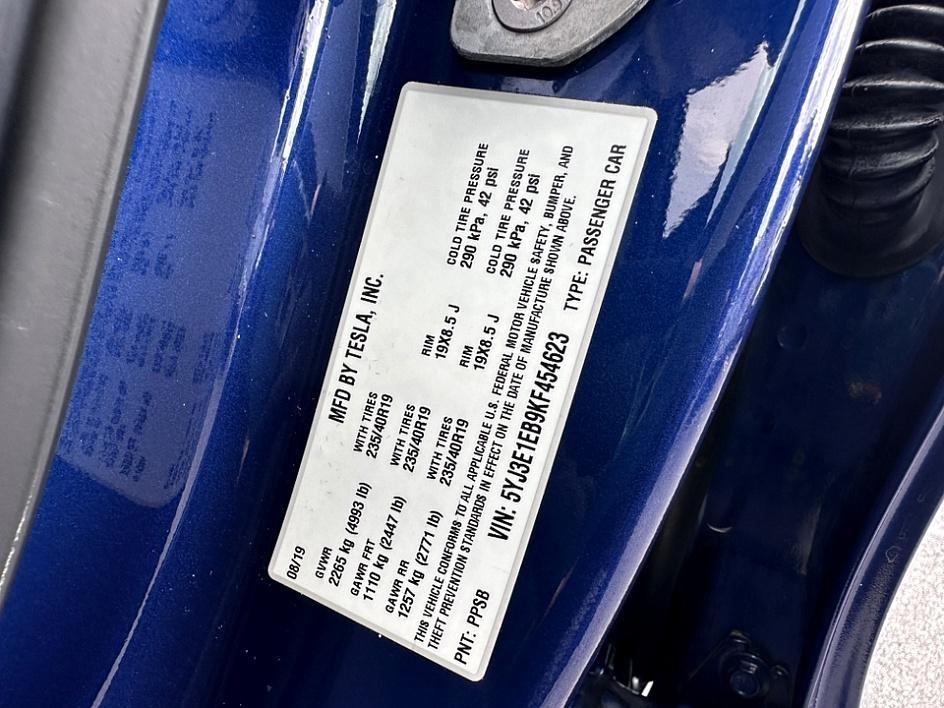 MFD BY TESLA, INC.
08/19
GVWR
2265 kg (4993 lb)
WITH TIRES
235/40R19
GAWR FRT
1110 kg (2447 lb)
WITH TIRES
235/40R19
RIM
19X8.5 J
COLD TIRE PRESSURE
290 kPa, 42 psi
GAWR RR
1257 kg (2771 lb)
WITH TIRES
235/40R19
RIM
19X8.5 J
COLD TIRE PRESSURE
290 kPa, 42 psi
THIS VEHICLE CONFORMS TO ALL APPLICABLE U.S. FEDERAL MOTOR VEHICLE SAFETY, BUMPER, AND
THEFT PREVENTION STANDARDS IN EFFECT ON THE DATE OF MANUFACTURE SHOWN ABOVE.
PNT: PPSB VIN: 5YJ3E1EB9KF454623 TYPE: PASSENGER CAR